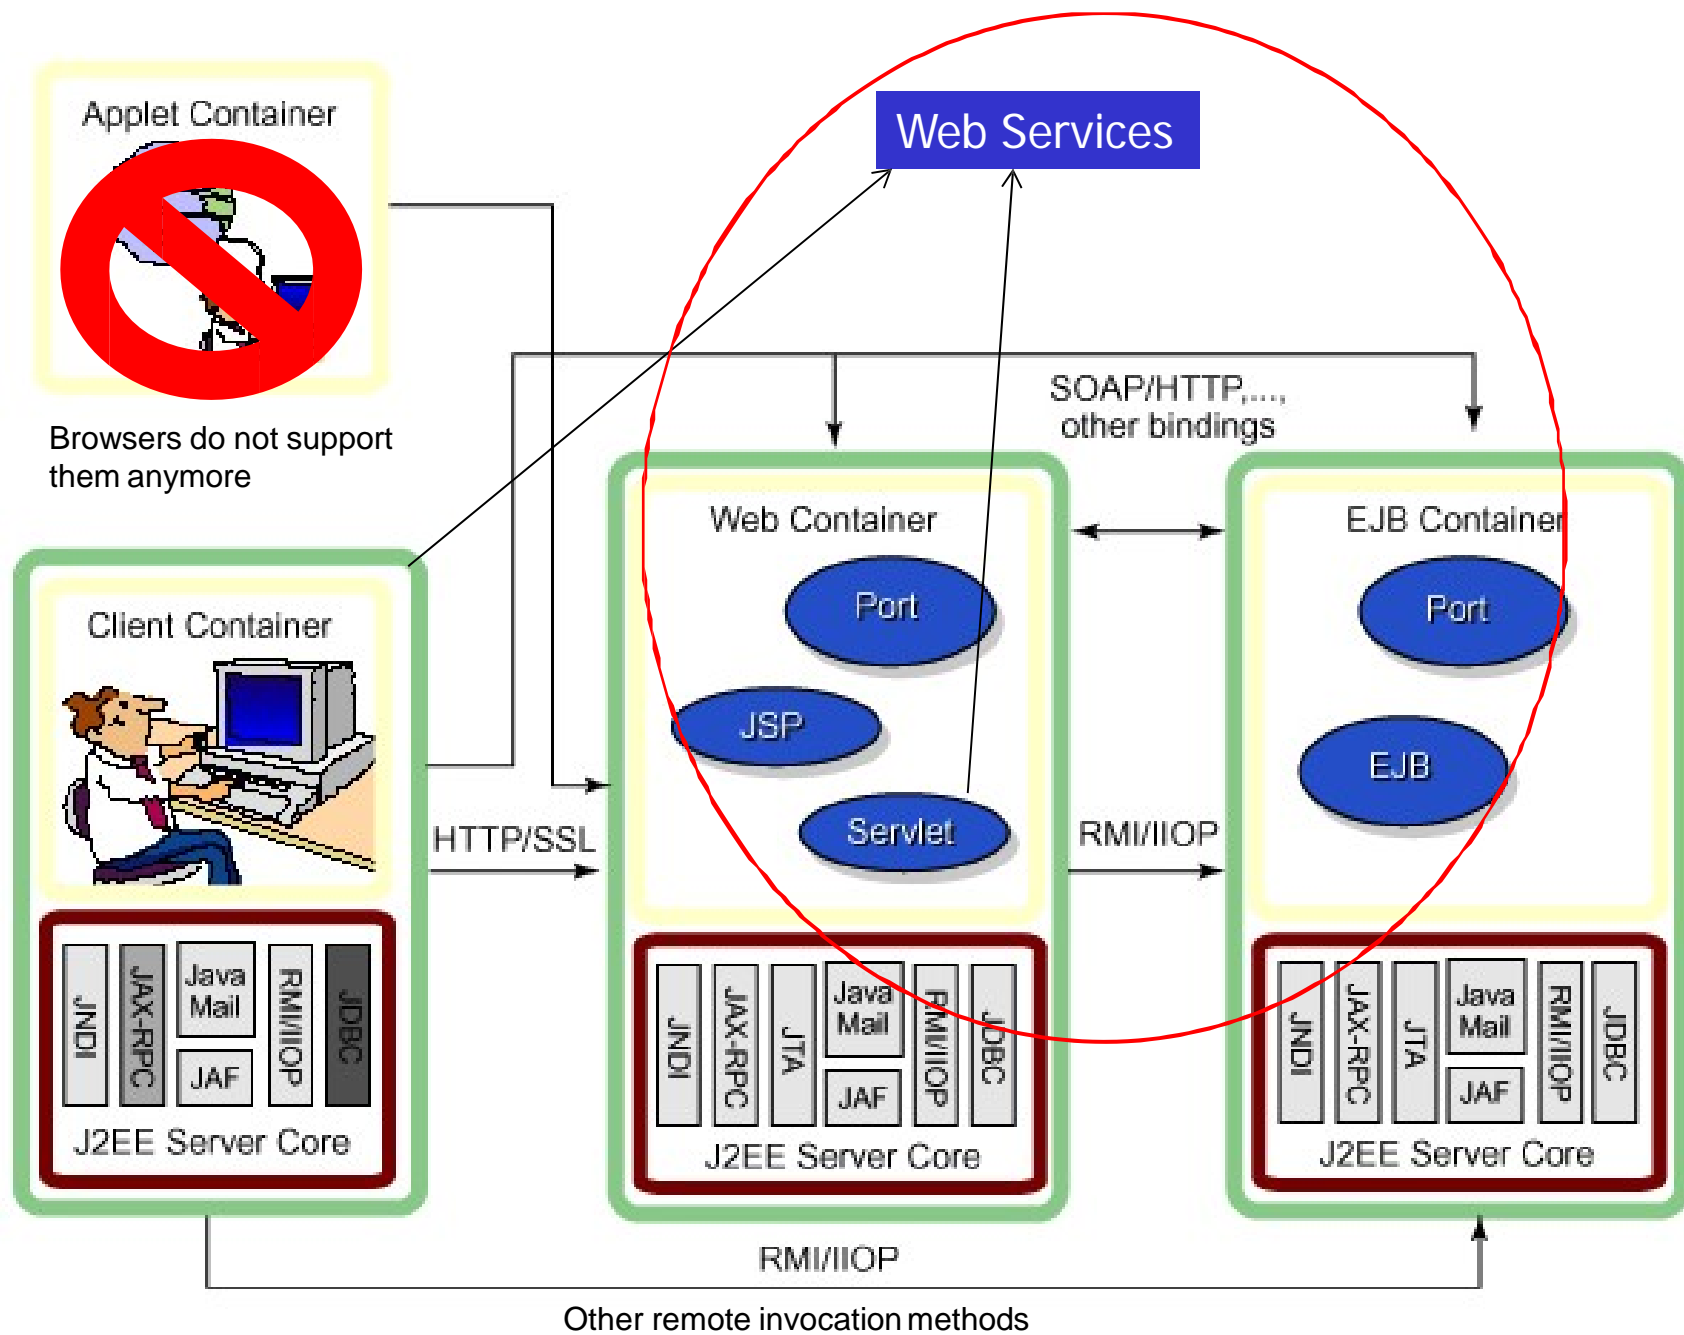 Applet Container
Web Services
Browsers do not support
them anymore
SOAP/HTTP,...,
other bindings
Client Container
Web Container
EJB Container
Port
JSP
Servlet
Port
EJB
HTTP/SSL
RMI/IIOP
JNDI
JAX-RPC
Java
Mail
JAF
RMI/IIOP
JDBC
J2EE Server Core
JNDI
JAX-RPC
JTA
Java
Mail
JAF
RMI/IIOP
JDBC
J2EE Server Core
JNDI
JAX-RPC
JTA
Java
Mail
JAF
RMI/IIOP
JDBC
J2EE Server Core
RMI/IIOP
Other remote invocation methods